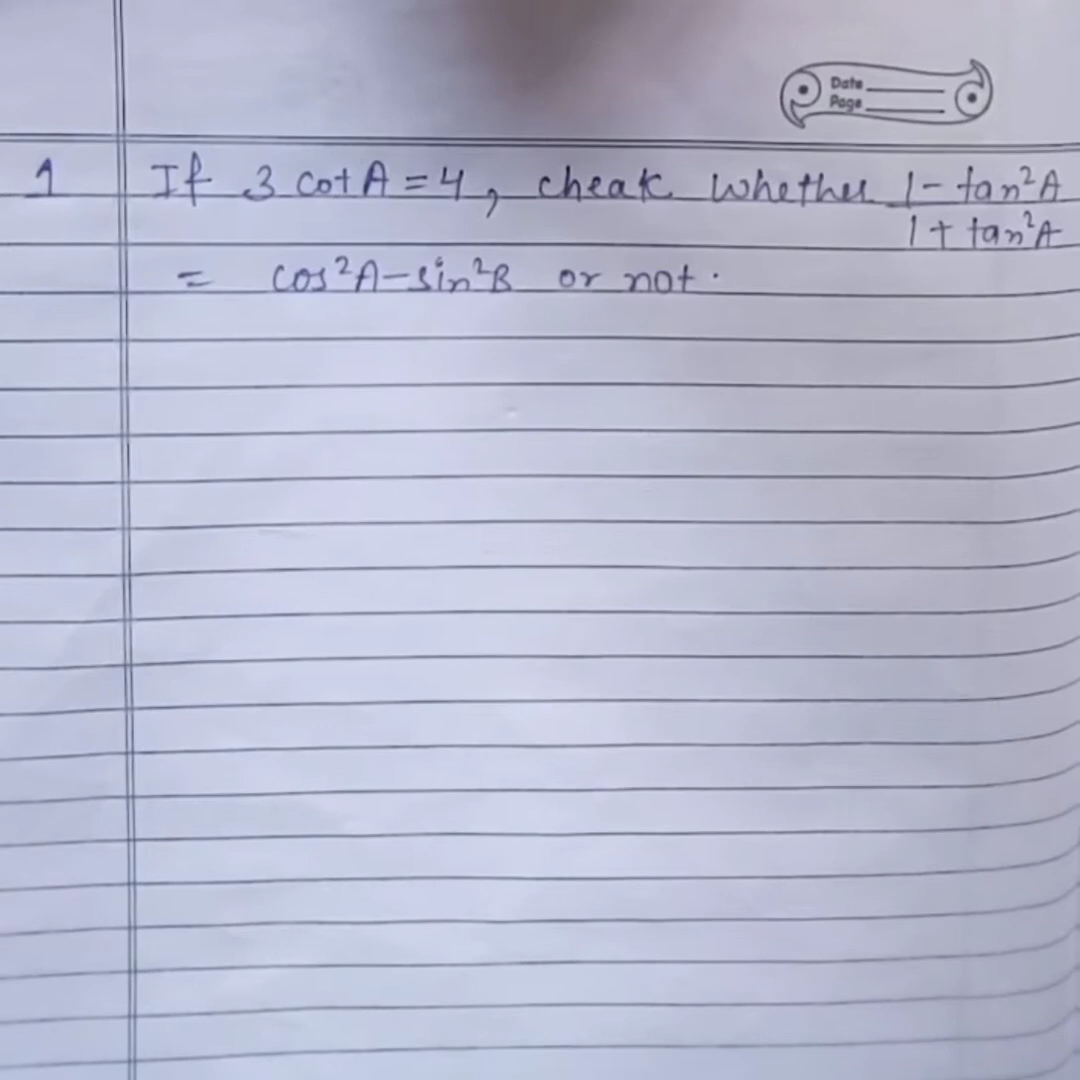 Date
Page
1 If 3 cot A = 4, cheak whether 1 - tan²A
1 + tan²A
= cos²A - sin²B or not.